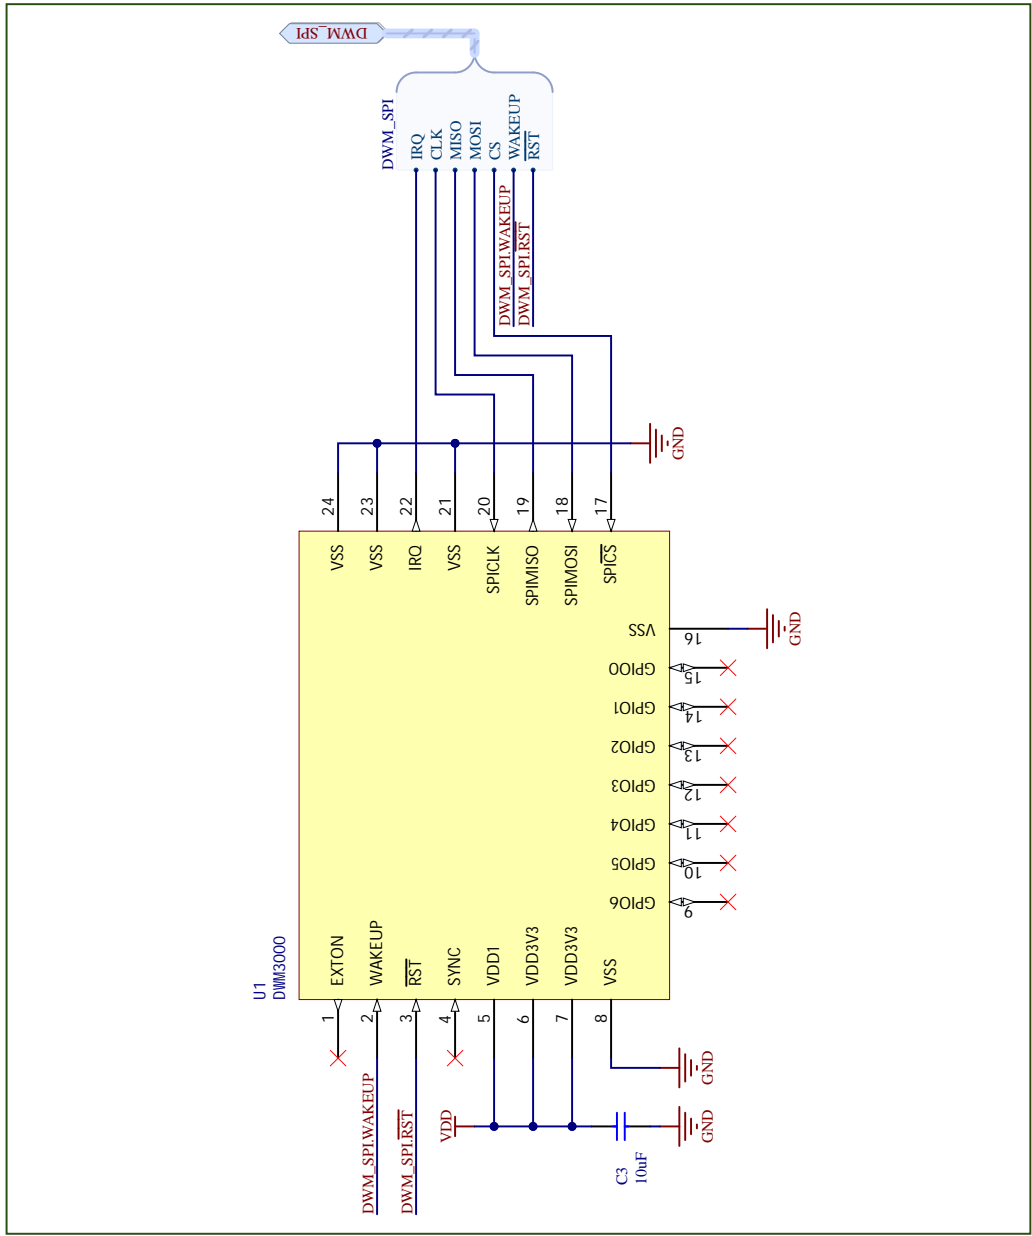 DWM_SPI
DWM_SPI
IRQ
CLK
MISO
MOSI
CS
WAKEUP
RST
DWM_SPI.WAKEUP
DWM_SPI.RST
GND
24
23
22
21
20
19
18
17
VSS
VSS
IRQ
VSS
SPICLK
SPIMISO
SPIMOSI
SPICS
VSS
16
GND
GPIO0
15
GPIO1
14
GPIO2
13
GPIO3
12
GPIO4
11
GPIO5
10
GPIO6
9
U1
DWM3000
EXTON
WAKEUP
RST
SYNC
VDD1
VDD3V3
VDD3V3
VSS
1
2
3
4
5
6
7
8
GND
DWM_SPI.WAKEUP
DWM_SPI.RST
VDD
GND
C3
10uF